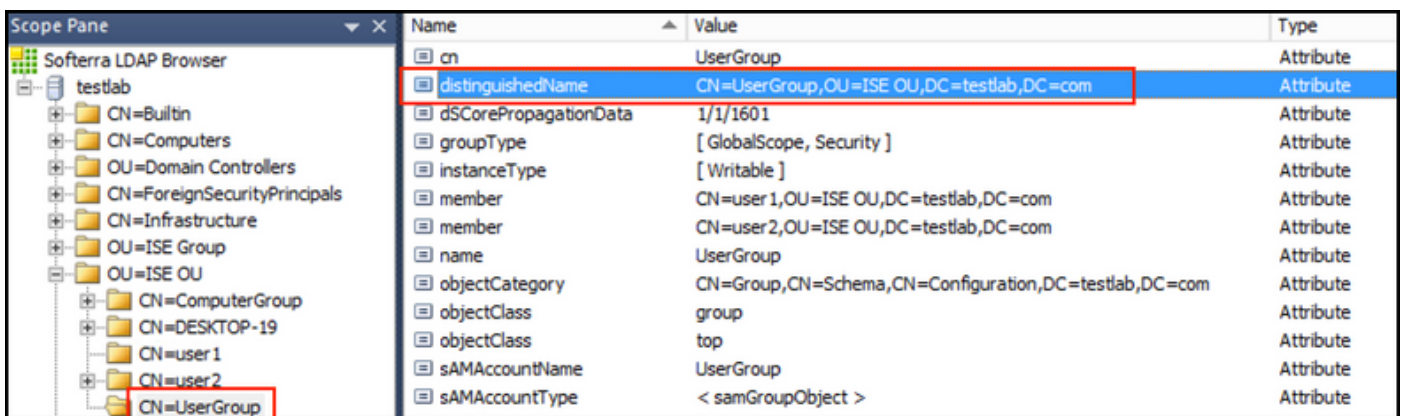 Scope Pane
Softerra LDAP Browser
testlab
CN=Builtin
CN=Computers
OU=Domain Controllers
CN=ForeignSecurityPrincipals
CN=Infrastructure
OU=ISE Group
OU=ISE OU
CN=ComputerGroup
CN=DESKTOP-19
CN=user1
CN=user2
CN=UserGroup
Name Value Type
cn UserGroup Attribute
distinguishedName CN=UserGroup,OU=ISE OU,DC=testlab,DC=com Attribute
dSCorePropagationData 1/1/1601 Attribute
groupType [ GlobalScope, Security ] Attribute
instanceType [ Writable ] Attribute
member CN=user1,OU=ISE OU,DC=testlab,DC=com Attribute
member CN=user2,OU=ISE OU,DC=testlab,DC=com Attribute
name UserGroup Attribute
objectCategory CN=Group,CN=Schema,CN=Configuration,DC=testlab,DC=com Attribute
objectClass group Attribute
objectClass top Attribute
sAMAccountName UserGroup Attribute
sAMAccountType < samGroupObject > Attribute